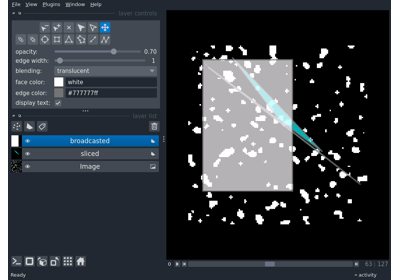 File View Plugins Window Help
layer controls
opacity: 0.70
edge width: 1
blending: translucent
face color: white
edge color: #777777ff
display text:
layer list
broadcasted
sliced
Image
63 127
Ready
activity